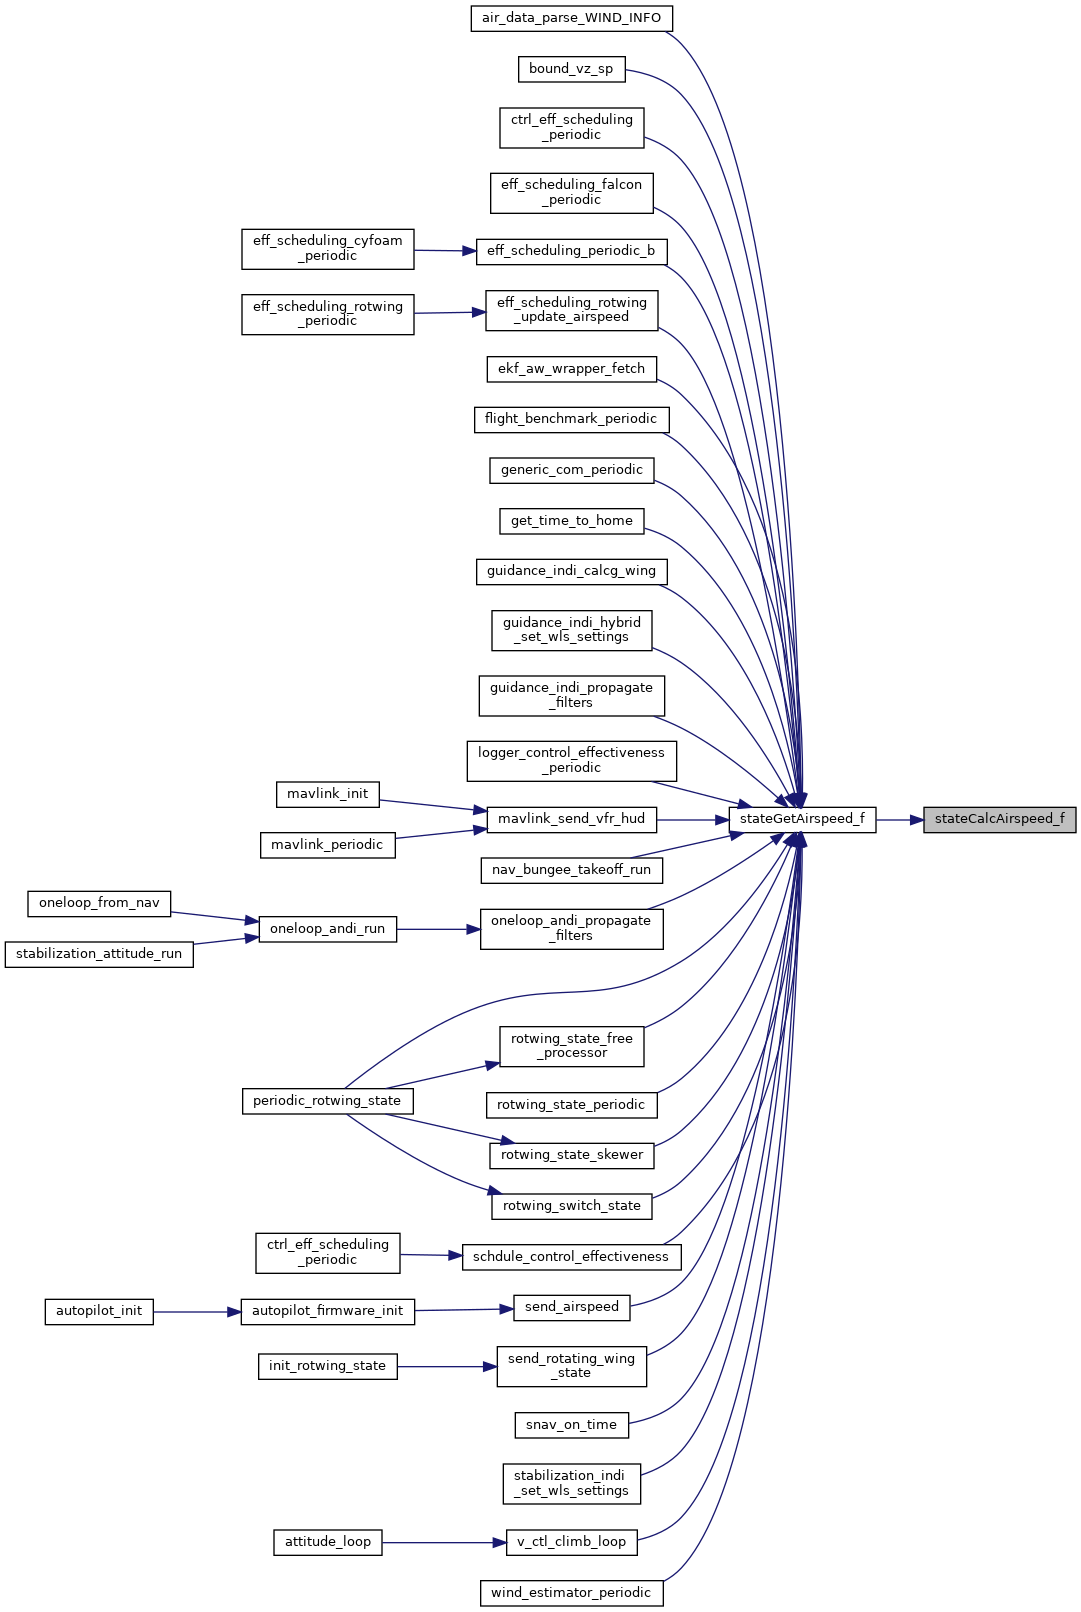 air_data_parse_WIND_INFO
bound_vz_sp
ctrl_eff_scheduling
_periodic
eff_scheduling_falcon
_periodic
eff_scheduling_cyfoam
_periodic
eff_scheduling_periodic_b
eff_scheduling_rotwing
_periodic
eff_scheduling_rotwing
_update_airspeed
ekf_aw_wrapper_fetch
flight_benchmark_periodic
generic_com_periodic
get_time_to_home
guidance_indi_calcg_wing
guidance_indi_hybrid
_set_wls_settings
guidance_indi_propagate
_filters
logger_control_effectiveness
_periodic
mavlink_init
mavlink_periodic
mavlink_send_vfr_hud
stateGetAirspeed_f
stateCalcAirspeed_f
nav_bungee_takeoff_run
oneloop_from_nav
stabilization_attitude_run
oneloop_andi_run
oneloop_andi_propagate
_filters
rotwing_state_free
_processor
periodic_rotwing_state
rotwing_state_periodic
rotwing_state_skewer
rotwing_switch_state
ctrl_eff_scheduling
_periodic
schdule_control_effectiveness
autopilot_init
autopilot_firmware_init
send_airspeed
init_rotwing_state
send_rotating_wing
_state
snav_on_time
stabilization_indi
_set_wls_settings
attitude_loop
v_ctl_climb_loop
wind_estimator_periodic